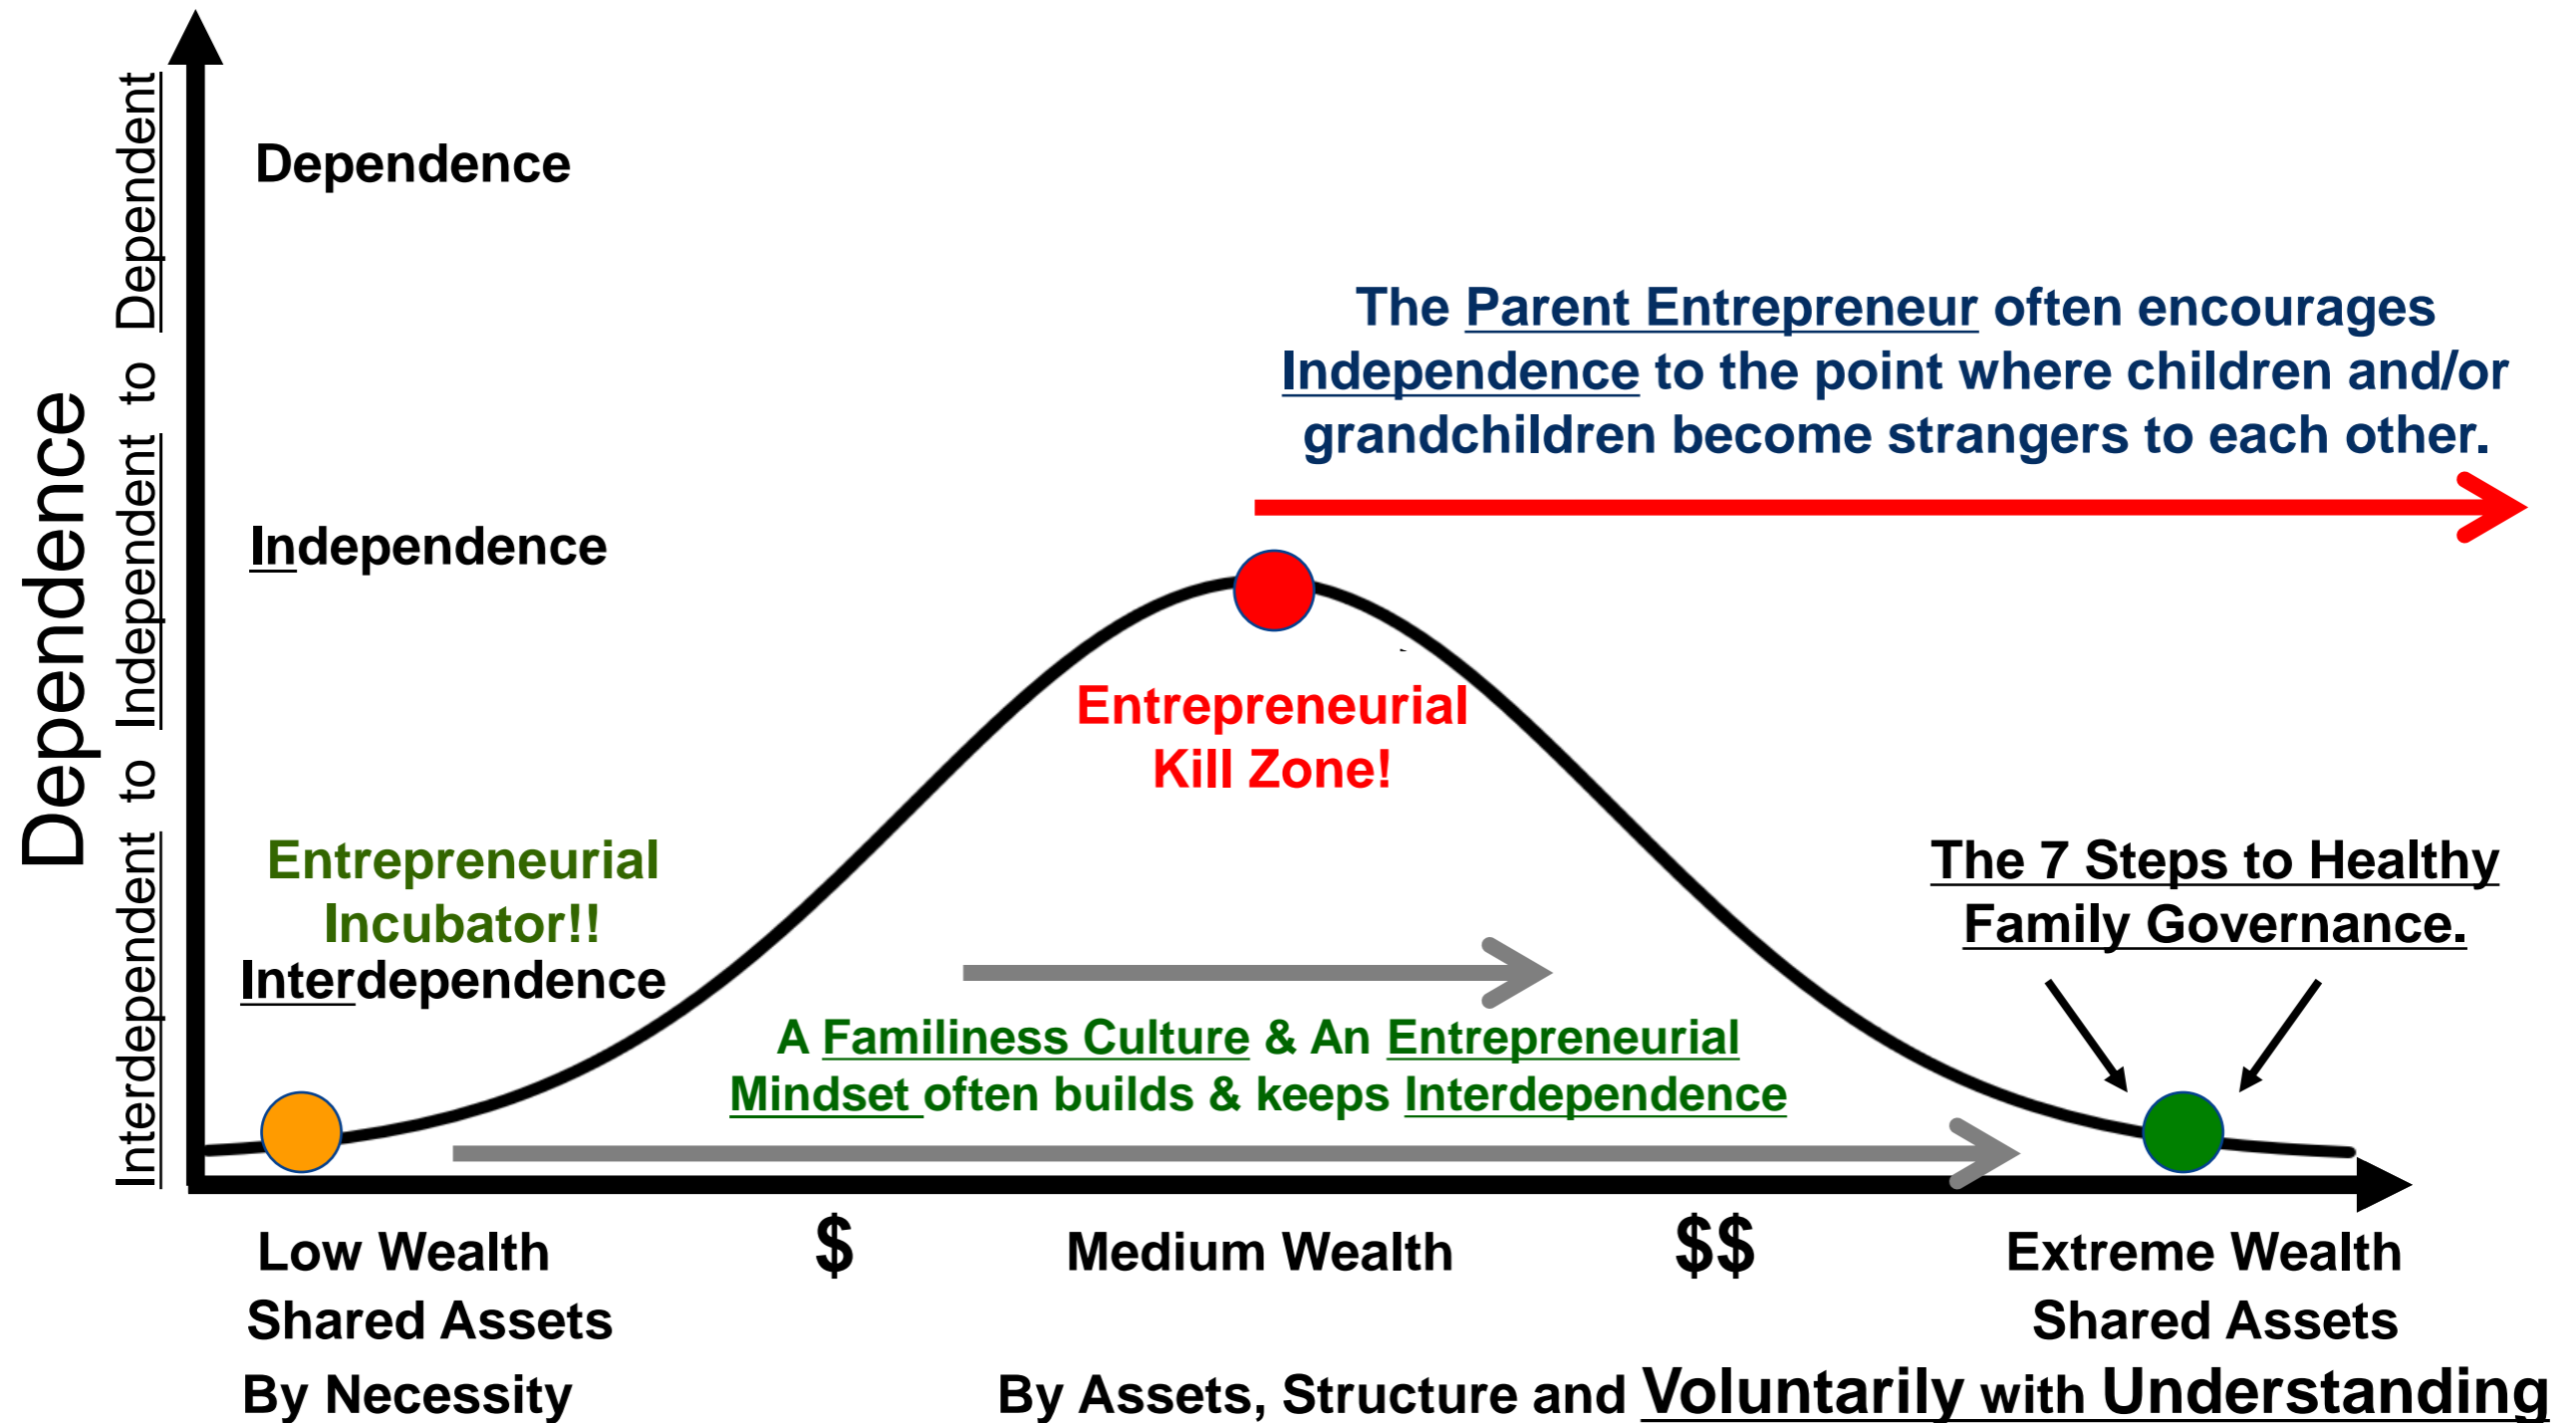 Dependence
Interdependent to Independent to Dependent
Dependence
The Parent Entrepreneur often encourages
Independence to the point where children and/or
grandchildren become strangers to each other.
Independence
Entrepreneurial
Kill Zone!
Entrepreneurial
Incubator!!
Interdependence
The 7 Steps to Healthy
Family Governance.
A Familiness Culture & An Entrepreneurial
Mindset often builds & keeps Interdependence
Low Wealth
Shared Assets
By Necessity
$
Medium Wealth
$$
Extreme Wealth
Shared Assets
By Assets, Structure and Voluntarily with Understanding